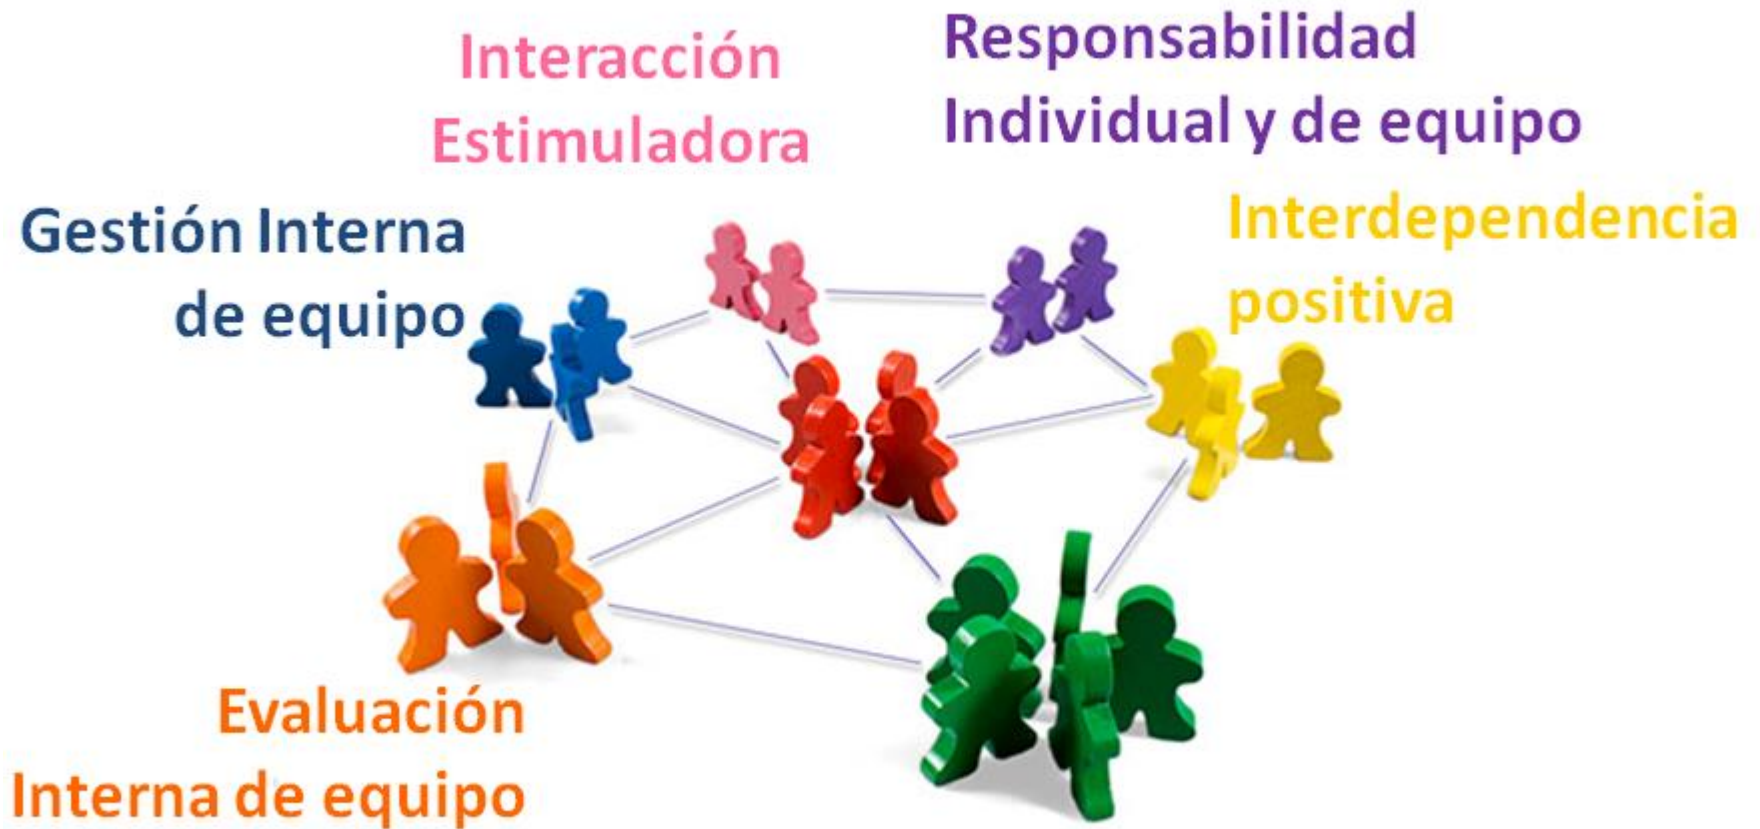 Interacción
Estimuladora
Responsabilidad
Individual y de equipo
Gestión Interna
de equipo
Interdependencia
positiva
Evaluación
Interna de equipo